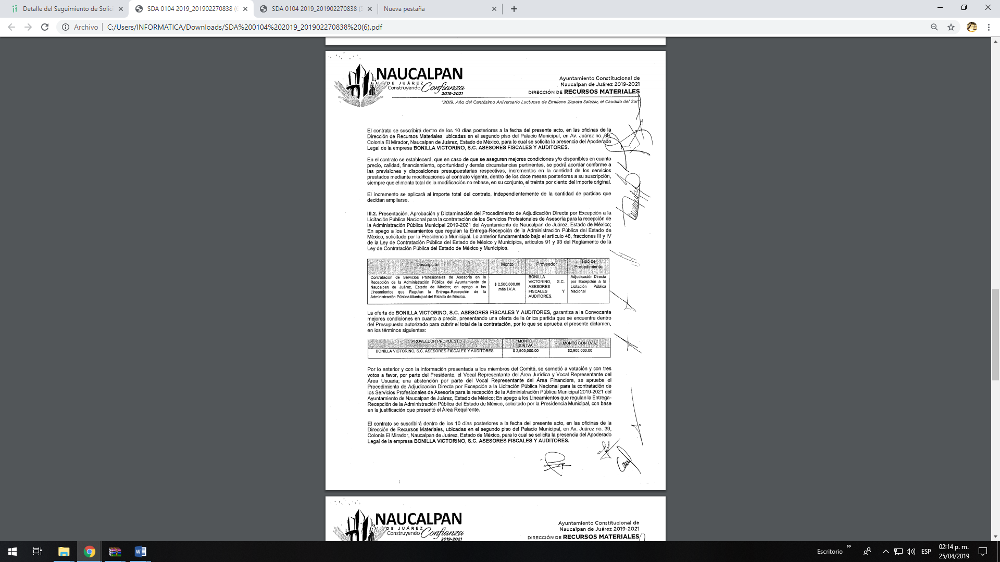 Detalle del Seguimiento de Solici
SDA 0104 2019_201902270838 (6
SDA 0104 2019_201902270838 (5
Nueva pestaña
Archivo
C:/Users/INFORMATICA/Downloads/SDA%200104%202019_201902270838%20(6).pdf
NAUCALPAN
DE JUÁREZ
Construyendo Confianza
2019-2021
Ayuntamiento Constitucional de
Naucalpan de Juárez 2019-2021
DIRECCIÓN DE RECURSOS MATERIALES
"2019. Año del Centésimo Aniversario Luctuoso de Emiliano Zapata Salazar, el Caudillo del Sur"
El contrato se suscribirá dentro de los 10 días posteriores a la fecha del presente acto, en las oficinas de la
Dirección de Recursos Materiales, ubicadas en el segundo piso del Palacio Municipal, en Av. Juárez no. 39,
Colonia El Mirador, Naucalpan de Juárez, Estado de México, para lo cual se solicita la presencia del Apoderado
Legal de la empresa BONILLA VICTORINO, S.C. ASESORES FISCALES Y AUDITORES.
En el contrato se establecerá, que en caso de que se aseguren mejores condiciones y/o disponibles en cuanto
precio, calidad, financiamiento, oportunidad y demás circunstancias pertinentes, se podrá acordar conforme a
las previsiones y disposiciones presupuestarias respectivas, incrementos en la cantidad de los servicios
prestados mediante modificaciones al contrato vigente, dentro de los doce meses posteriores a su suscripción,
siempre que el monto total de la modificación no rebase, en su conjunto, el treinta por ciento del importe original.
El incremento se aplicará al importe total del contrato, independientemente de la cantidad de partidas que
decidan ampliarse.
III.2. Presentación, Aprobación y Dictaminación del Procedimiento de Adjudicación Directa por Excepción a la
Licitación Pública Nacional para la contratación de los Servicios Profesionales de Asesoría para la recepción de
la Administración Pública Municipal 2019-2021 del Ayuntamiento de Naucalpan de Juárez, Estado de México;
En apego a los Lineamientos que regulan la Entrega-Recepción de la Administración Pública del Estado de
México, solicitado por la Presidencia Municipal. Lo anterior fundamentado bajo el artículo 48, fracciones III y IV
de la Ley de Contratación Pública del Estado de México y Municipios, artículos 91 y 93 del Reglamento de la
Ley de Contratación Pública del Estado de México y Municipios.
Descripción
Monto
Proveedor
Tipo de
Procedimiento
Contratación de Servicios Profesionales de Asesoría en la
Recepción de la Administración Pública del Ayuntamiento de
Naucalpan de Juárez, Estado de México; en apego a los
Lineamientos que Regulan la Entrega-Recepción de la
Administración Pública Municipal del Estado de México.
$ 2,500,000.00
más I.V.A.
BONILLA
VICTORINO, S.C.
ASESORES
FISCALES Y
AUDITORES.
Adjudicación Directa
por Excepción a la
Licitación Pública
Nacional
La oferta de BONILLA VICTORINO, S.C. ASESORES FISCALES Y AUDITORES, garantiza a la Convocante
mejores condiciones en cuanto a precio, presentando una oferta de la única partida que se encuentra dentro
del Presupuesto autorizado para cubrir el total de la contratación, por lo que se aprueba el presente dictamen,
en los términos siguientes:
PROVEEDOR PROPUESTO
MONTO
SIN IVA
MONTO CON I.V.A.
BONILLA VICTORINO, S.C. ASESORES FISCALES Y AUDITORES.
$ 2,500,000.00
$2,900,000.00
Por lo anterior y con la información presentada a los miembros del Comité, se sometió a votación y con tres
votos a favor, por parte del Presidente, el Vocal Representante del Área Jurídica y Vocal Representante del
Área Usuaria; una abstención por parte del Vocal Representante del Área Financiera, se aprueba el
Procedimiento de Adjudicación Directa por Excepción a la Licitación Pública Nacional para la contratación de
los Servicios Profesionales de Asesoría para la recepción de la Administración Pública Municipal 2019-2021 del
Ayuntamiento de Naucalpan de Juárez, Estado de México; En apego a los Lineamientos que regulan la Entrega-
Recepción de la Administración Pública del Estado de México, solicitado por la Presidencia Municipal, con base
en la justificación que presentó el Área Requirente.
El contrato se suscribirá dentro de los 10 días posteriores a la fecha del presente acto, en las oficinas de la
Dirección de Recursos Materiales, ubicadas en el segundo piso del Palacio Municipal, en Av. Juárez no. 39,
Colonia El Mirador, Naucalpan de Juárez, Estado de México, para lo cual se solicita la presencia del Apoderado
Legal de la empresa BONILLA VICTORINO, S.C. ASESORES FISCALES Y AUDITORES.
NAUCALPAN
DE JUÁREZ
Construyendo Confianza
2019-2021
Ayuntamiento Constitucional de
Naucalpan de Juárez 2019-2021
DIRECCIÓN DE RECURSOS MATERIALES
Escritorio
ESP
02:14 p. m.
25/04/2019